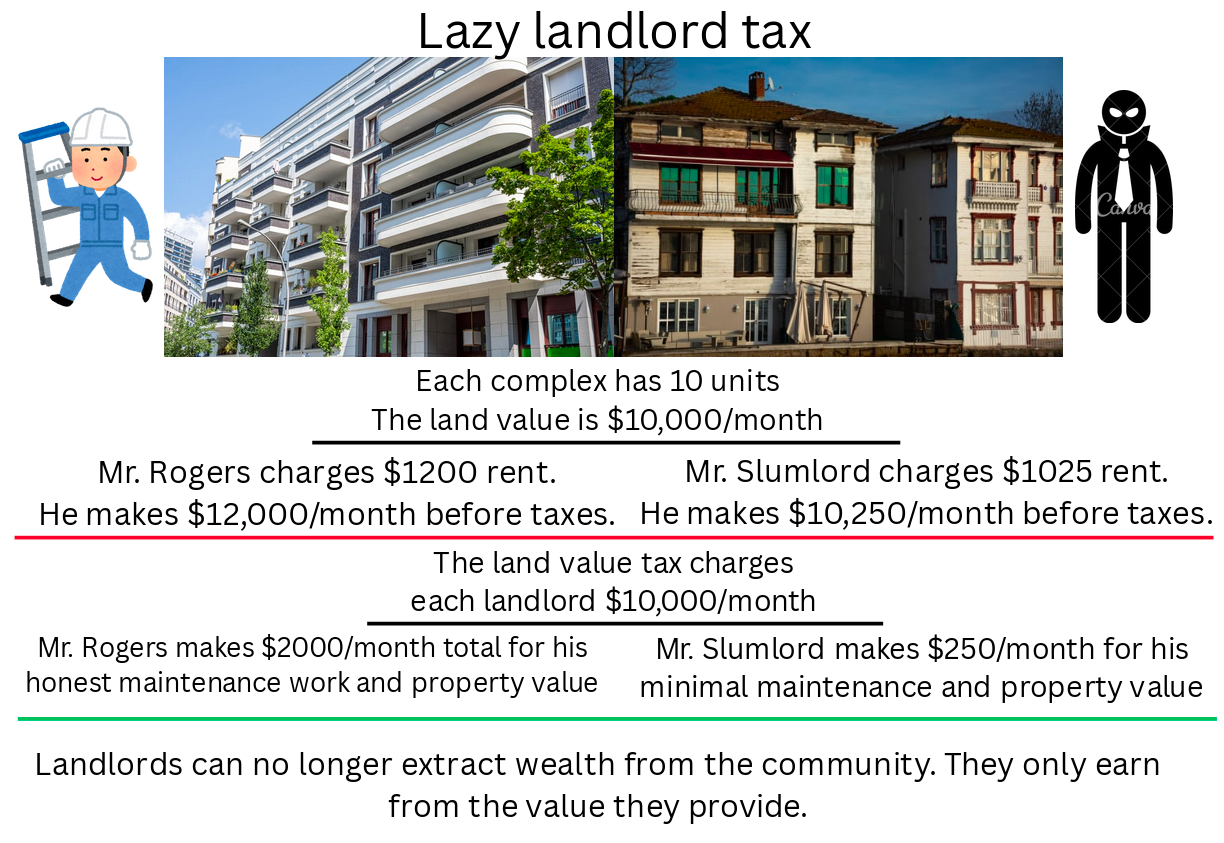 Lazy landlord tax
Canva
Each complex has 10 units
The land value is $10,000/month
Mr. Rogers charges $1200 rent.
He makes $12,000/month before taxes.
Mr. Slumlord charges $1025 rent.
He makes $10,250/month before taxes.
The land value tax charges
each landlord $10,000/month
Mr. Rogers makes $2000/month total for his
honest maintenance work and property value
Mr. Slumlord makes $250/month for his
minimal maintenance and property value
Landlords can no longer extract wealth from the community. They only earn
from the value they provide.